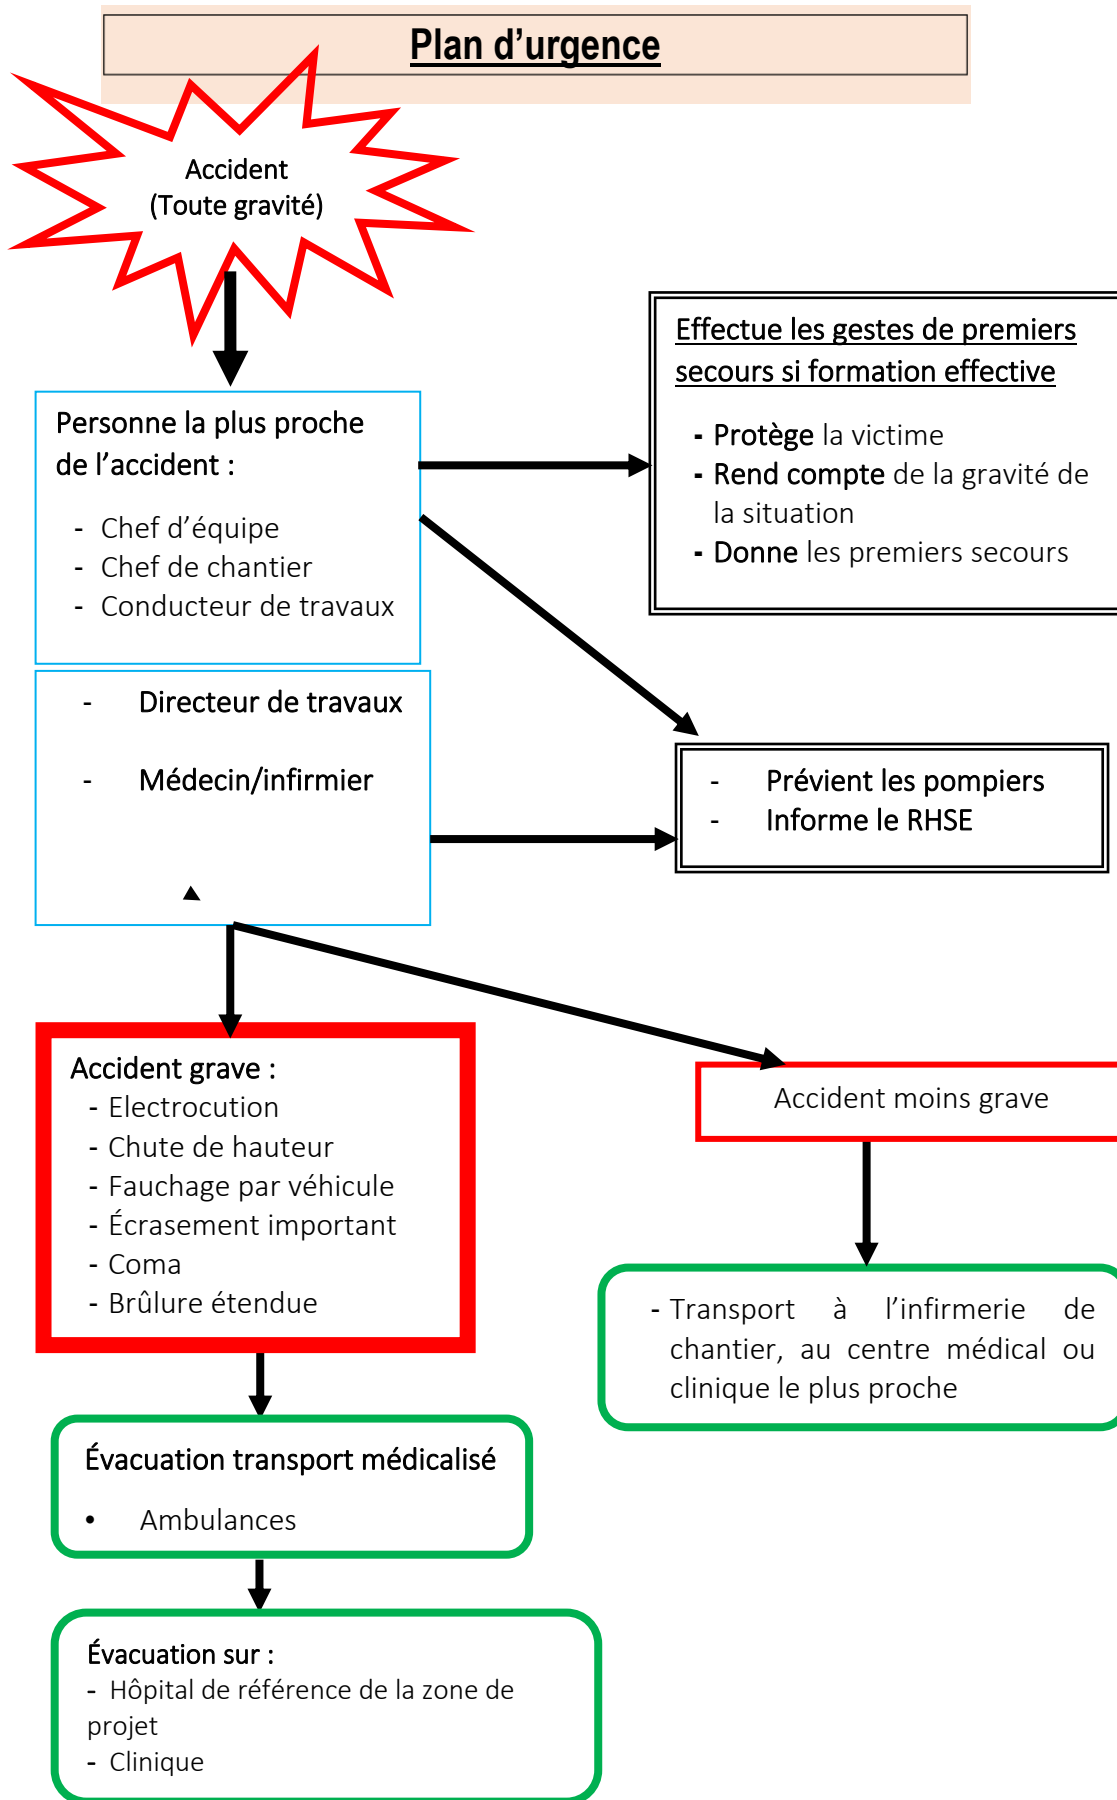 Plan d’urgence
Accident
(Toute gravité)
Effectue les gestes de premiers
secours si formation effective
- Protège la victime
- Rend compte de la gravité de
la situation
- Donne les premiers secours
Personne la plus proche
de l’accident :
- Chef d’équipe
- Chef de chantier
- Conducteur de travaux
- Directeur de travaux
- Médecin/infirmier
- Prévient les pompiers
- Informe le RHSE
Accident grave :
- Electrocution
- Chute de hauteur
- Fauchage par véhicule
- Écrasement important
- Coma
- Brûlure étendue
Accident moins grave
- Transport à l’infirmerie de
chantier, au centre médical ou
clinique le plus proche
Évacuation transport médicalisé
• Ambulances
Évacuation sur :
- Hôpital de référence de la zone de
projet
- Clinique